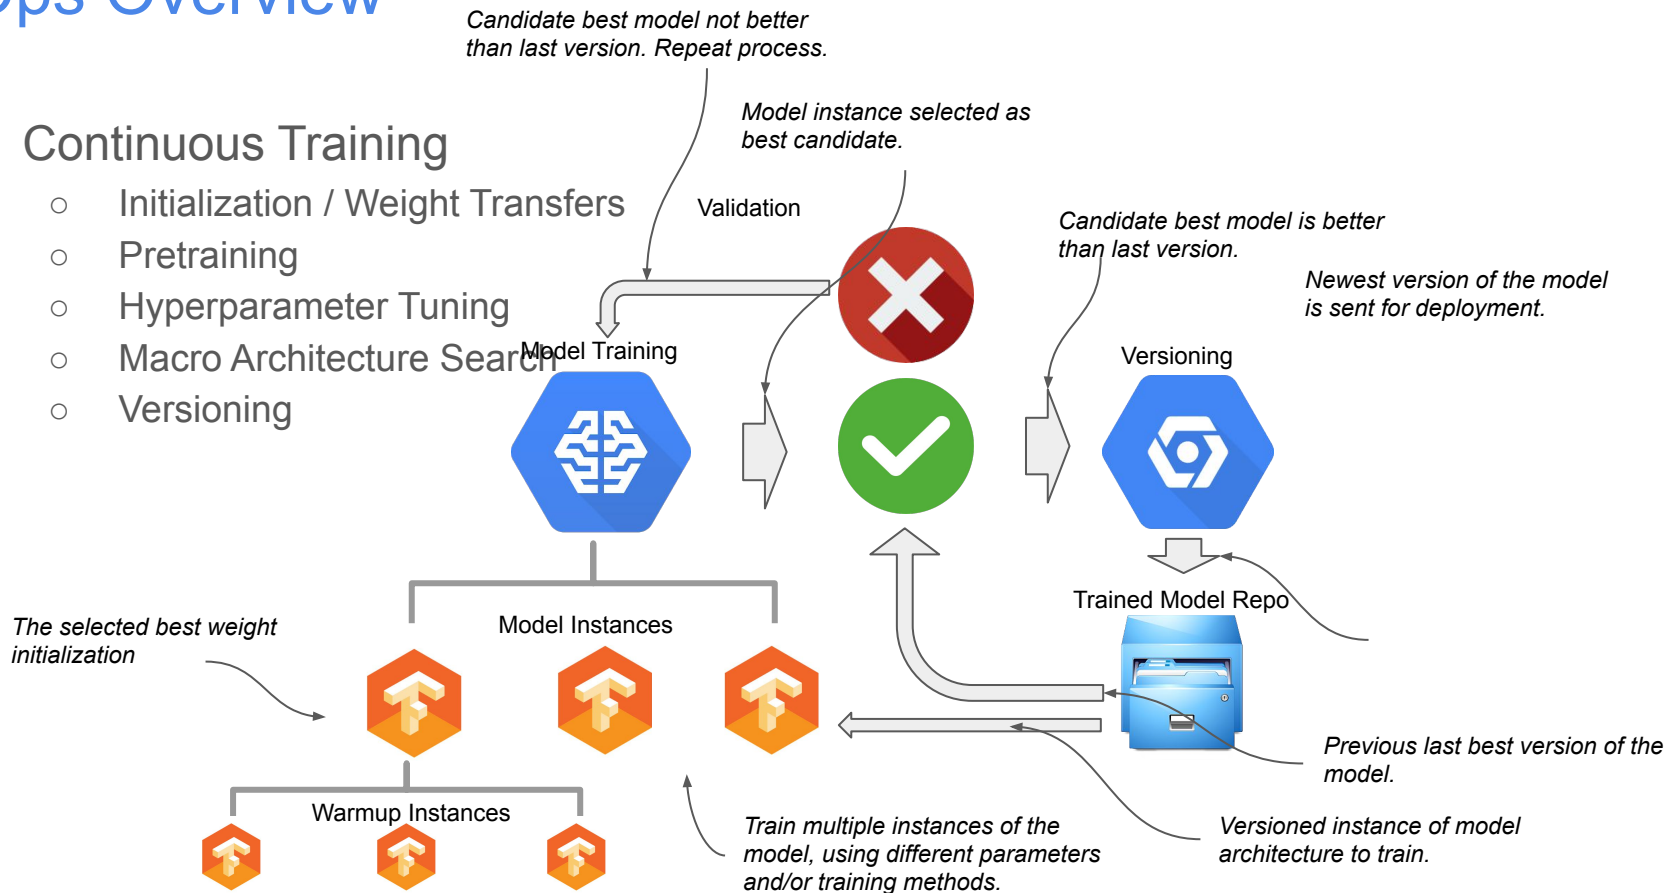 Ops Overview
Candidate best model not better
than last version. Repeat process.
Model instance selected as
best candidate.
Continuous Training
○ Initialization / Weight Transfers
○ Pretraining
○ Hyperparameter Tuning
○ Macro Architecture Search
○ Versioning
Validation
Candidate best model is better
than last version.
Newest version of the model
is sent for deployment.
Model Training
Versioning
Trained Model Repo
The selected best weight
initialization
Model Instances
Previous last best version of the
model.
Warmup Instances
Train multiple instances of the
model, using different parameters
and/or training methods.
Versioned instance of model
architecture to train.